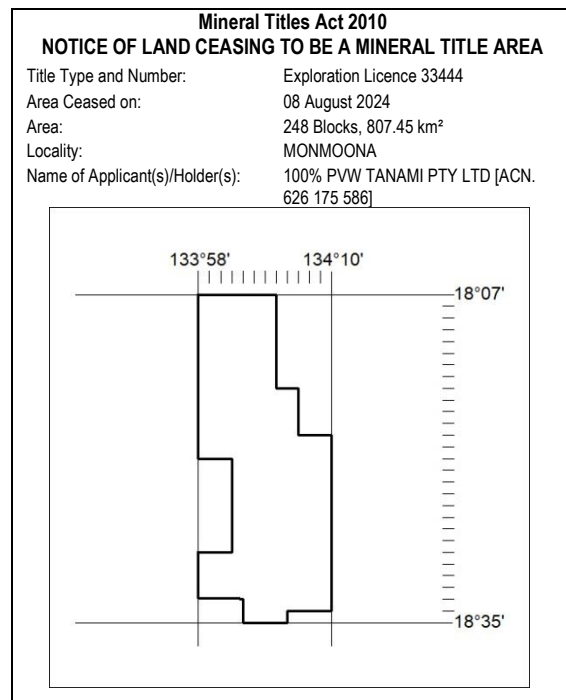 Mineral Titles Act 2010
NOTICE OF LAND CEASING TO BE A MINERAL TITLE AREA
Title Type and Number: Exploration Licence 33444
Area Ceased on: 08 August 2024
Area: 248 Blocks, 807.45 km²
Locality: MONMOONA
Name of Applicant(s)/Holder(s): 100% PVW TANAMI PTY LTD [ACN.
626 175 586]
133°58' 134°10'
18°07'
18°35'